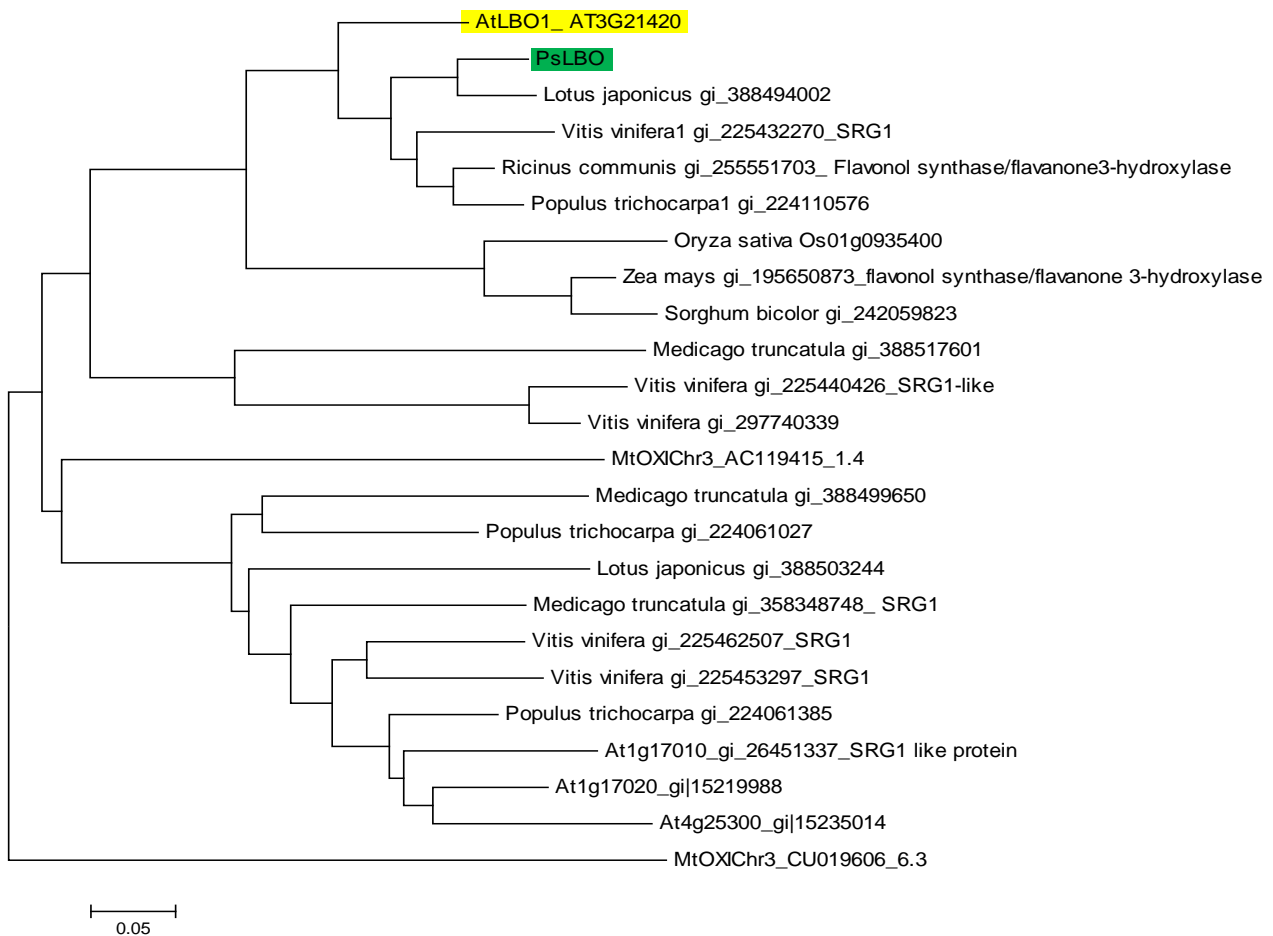 AtLBO1_ AT3G21420
PsLBO
Lotus japonicus gi_388494002
Vitis vinifera1 gi_225432270_SRG1
Ricinus communis gi_255551703_ Flavonol synthase/flavanone3-hydroxylase
Populus trichocarpa1 gi_224110576
Oryza sativa Os01g0935400
Zea mays gi_195650873_flavonol synthase/flavanone 3-hydroxylase
Sorghum bicolor gi_242059823
Medicago truncatula gi_388517601
Vitis vinifera gi_225440426_SRG1-like
Vitis vinifera gi_297740339
MtOXIChr3_AC119415_1.4
Medicago truncatula gi_388499650
Populus trichocarpa gi_224061027
Lotus japonicus gi_388503244
Medicago truncatula gi_358348748_ SRG1
Vitis vinifera gi_225462507_SRG1
Vitis vinifera gi_225453297_SRG1
Populus trichocarpa gi_224061385
At1g17010_gi_26451337_SRG1 like protein
At1g17020_gi|15219988
At4g25300_gi|15235014
MtOXIChr3_CU019606_6.3
0.05